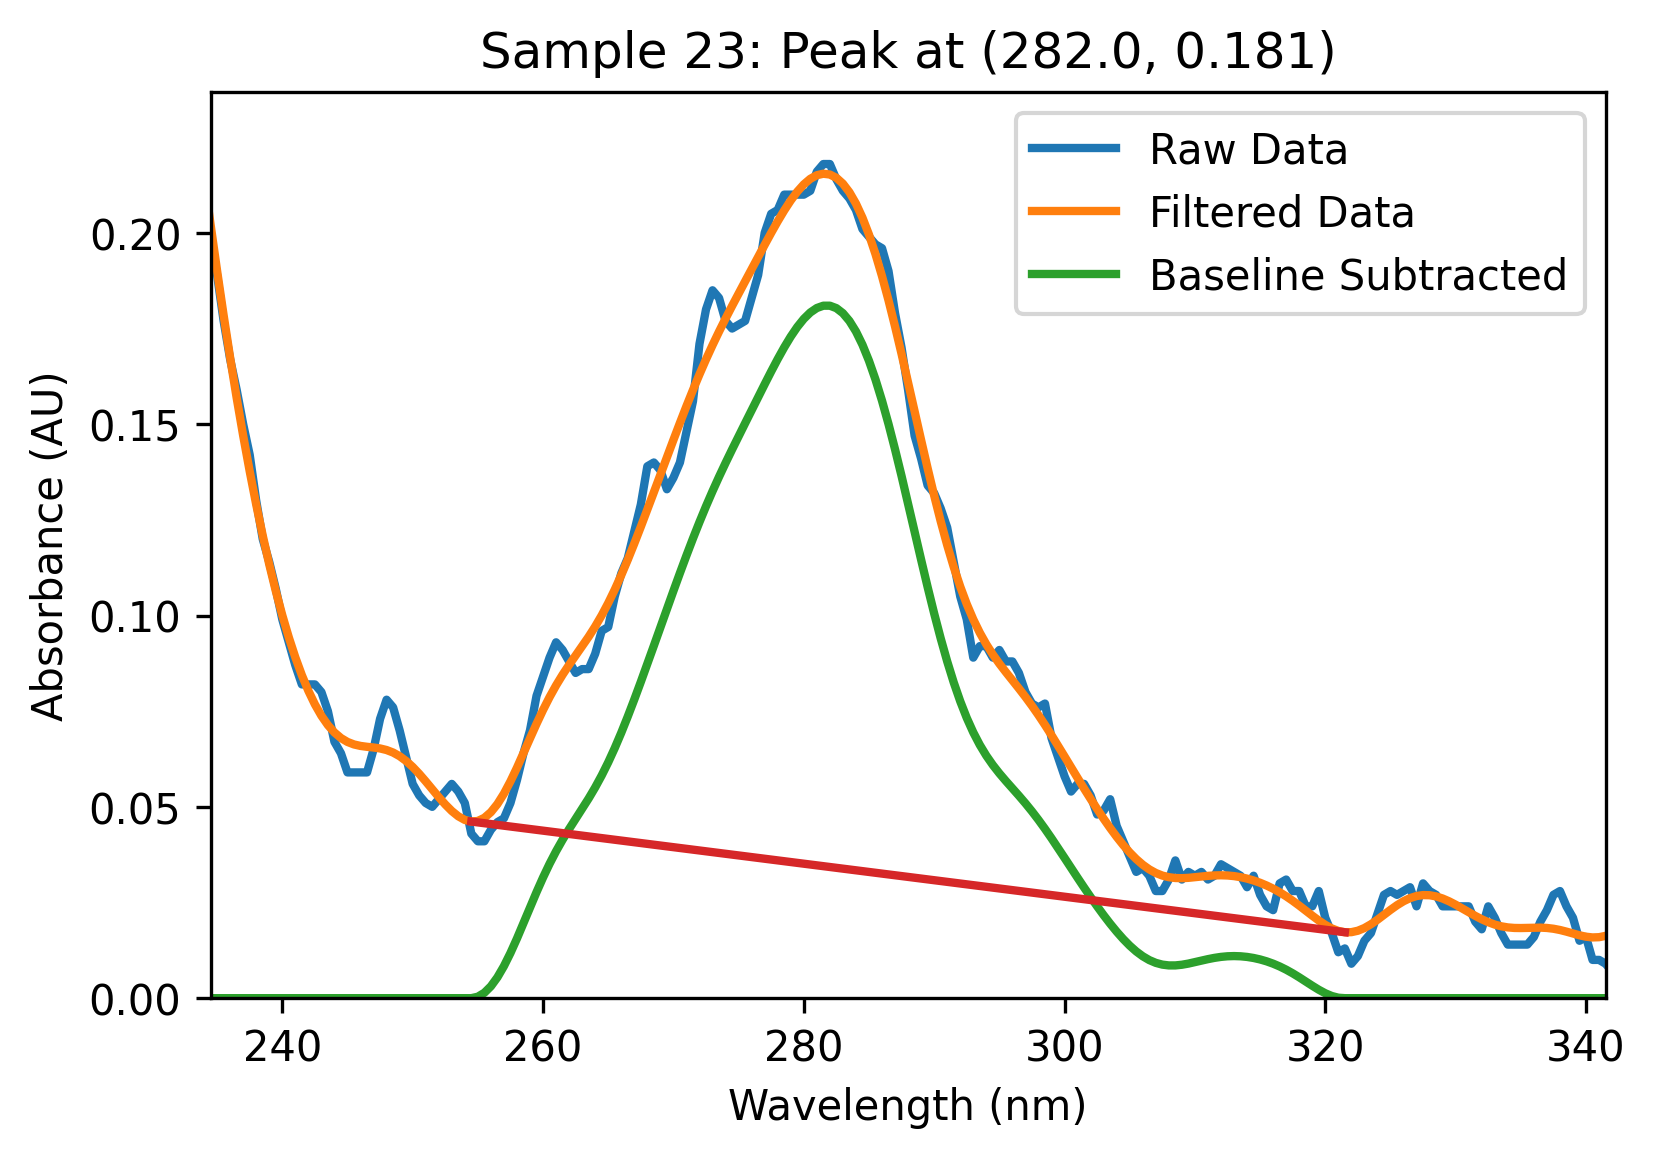 Sample 23: Peak at (282.0, 0.181)
Raw Data
Filtered Data
Baseline Subtracted
Absorbance (AU)
0.20
0.15
0.10
0.05
0.00
240 260 280 300 320 340
Wavelength (nm)